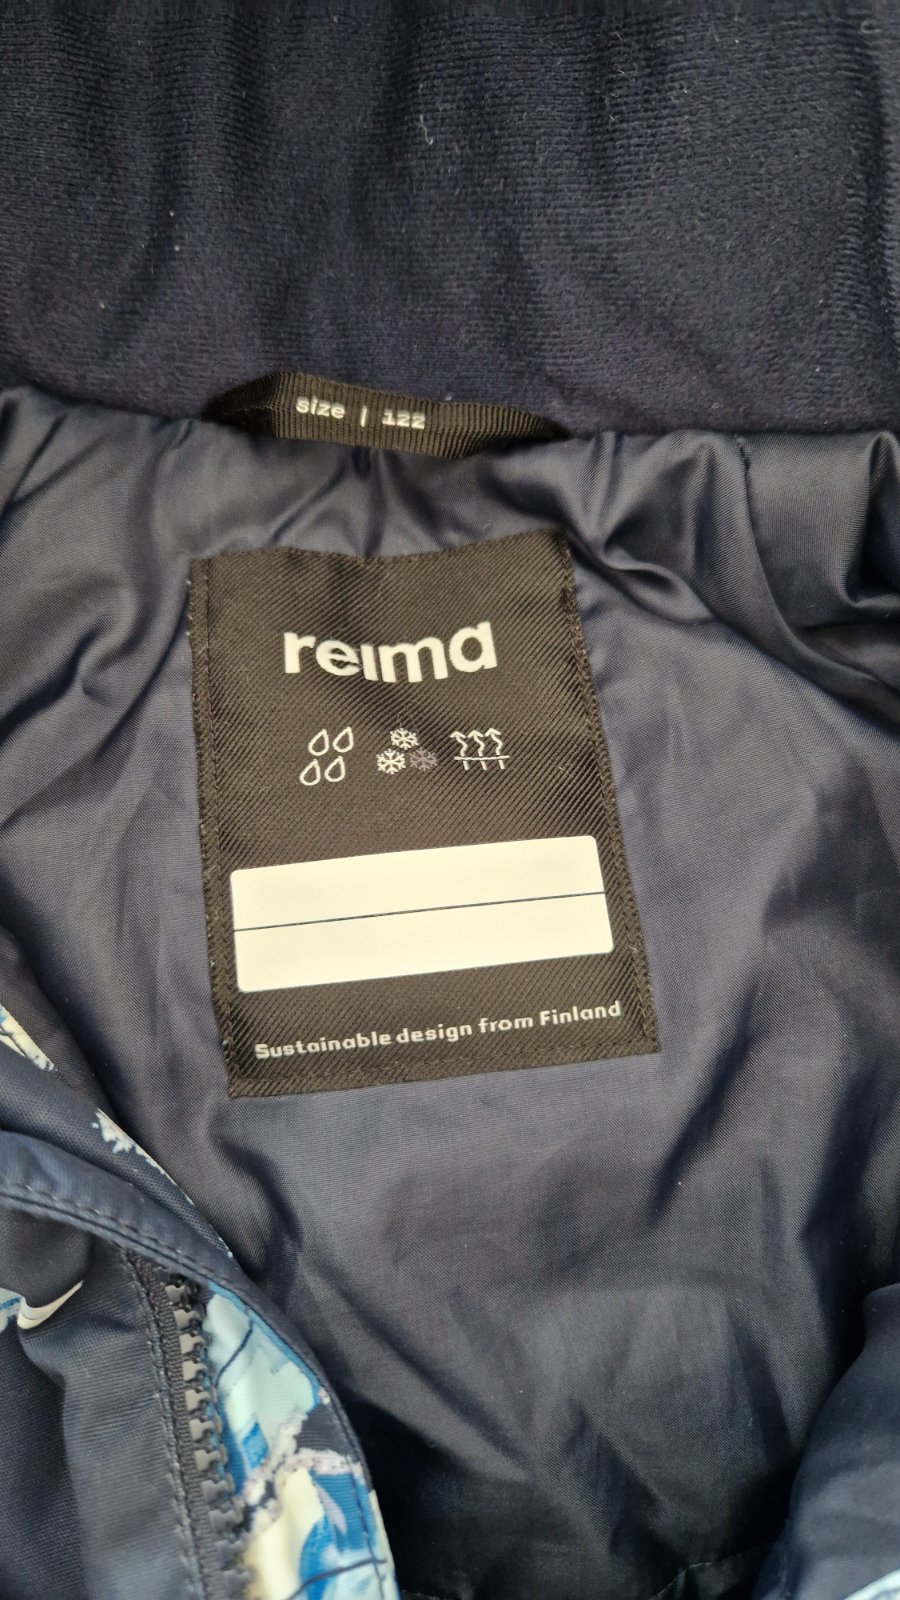 size | 122
reima
Sustainable design from Finland